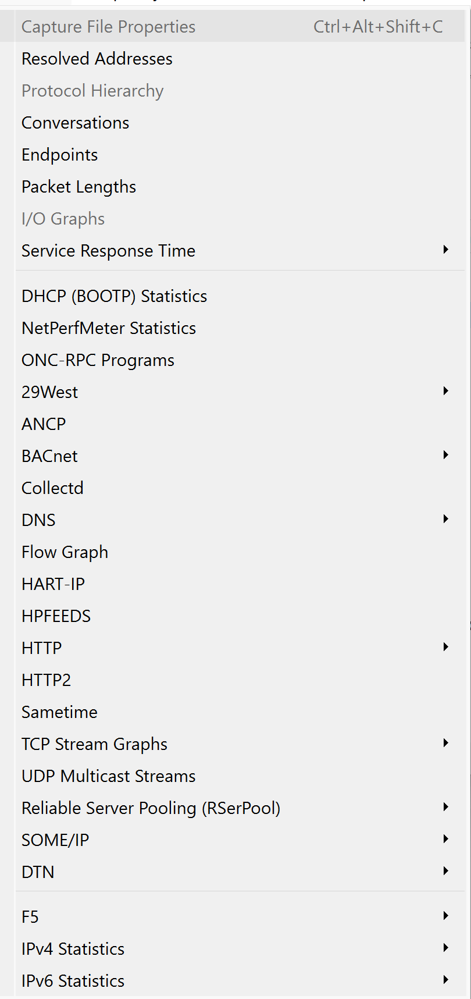 Capture File Properties Ctrl+Alt+Shift+C
Resolved Addresses
Protocol Hierarchy
Conversations
Endpoints
Packet Lengths
I/O Graphs
Service Response Time
DHCP (BOOTP) Statistics
NetPerfMeter Statistics
ONC-RPC Programs
29West
ANCP
BACnet
Collectd
DNS
Flow Graph
HART-IP
HPFEEDS
HTTP
HTTP2
Sametime
TCP Stream Graphs
UDP Multicast Streams
Reliable Server Pooling (RSerPool)
SOME/IP
DTN
F5
IPv4 Statistics
IPv6 Statistics